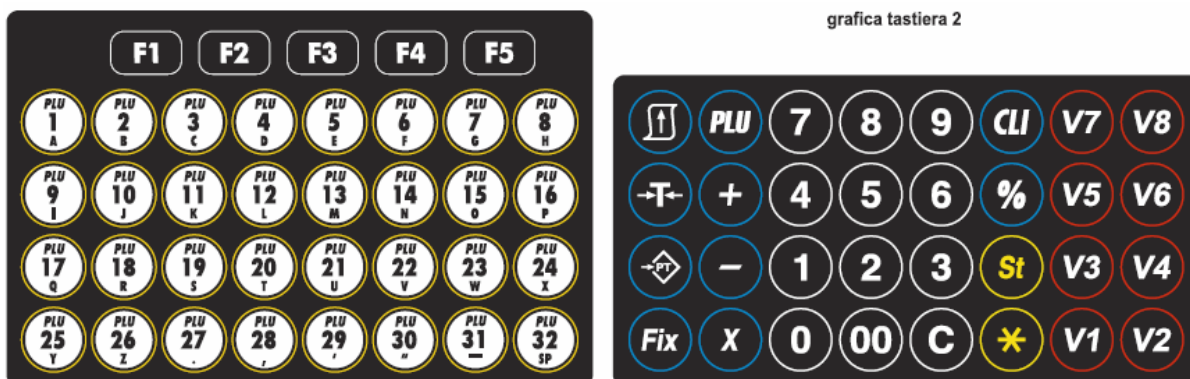 grafica tastiera 2
F1 F2 F3 F4 F5
PLU 1 A PLU 2 B PLU 3 C PLU 4 D PLU 5 E PLU 6 F PLU 7 G PLU 8 H
PLU 9 I PLU 10 J PLU 11 K PLU 12 L PLU 13 M PLU 14 N PLU 15 O PLU 16 P
PLU 17 Q PLU 18 R PLU 19 S PLU 20 T PLU 21 U PLU 22 V PLU 23 W PLU 24 X
PLU 25 Y PLU 26 Z PLU 27 . PLU 28 , PLU 29 ' PLU 30 " PLU 31 – PLU 32 SP
PLU 7 8 9 CLI V7 V8
T + 4 5 6 % V5 V6
PT – 1 2 3 St V3 V4
Fix X 0 00 C * V1 V2